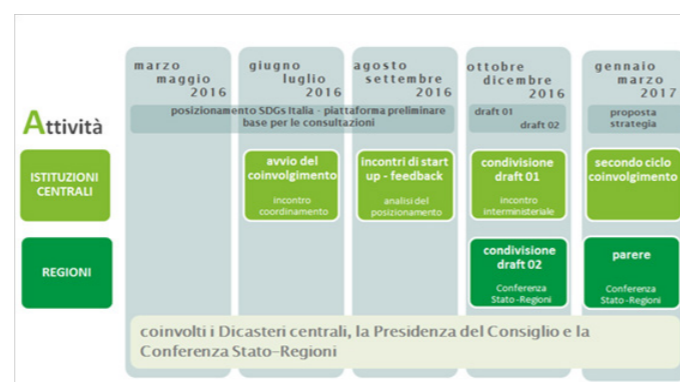 marzo
maggio
2016
giugno
luglio
2016
agosto
settembre
2016
ottobre
dicembre
2016
gennaio
marzo
2017
Attività
posizionamento SDGs Italia - piattaforma preliminare
base per le consultazioni
draft 01
draft 02
proposta
strategia
ISTITUZIONI
CENTRALI
avvio del
coinvolgimento
incontro
coordinamento
incontri di start
up - feedback
analisi del
posizionamento
condivisione
draft 01
incontro
interministeriale
secondo ciclo
coinvolgimento
REGIONI
condivisione
draft 02
Conferenza
Stato-Regioni
parere
Conferenza
Stato-Regioni
coinvolti i Dicasteri centrali, la Presidenza del Consiglio e la
Conferenza Stato-Regioni